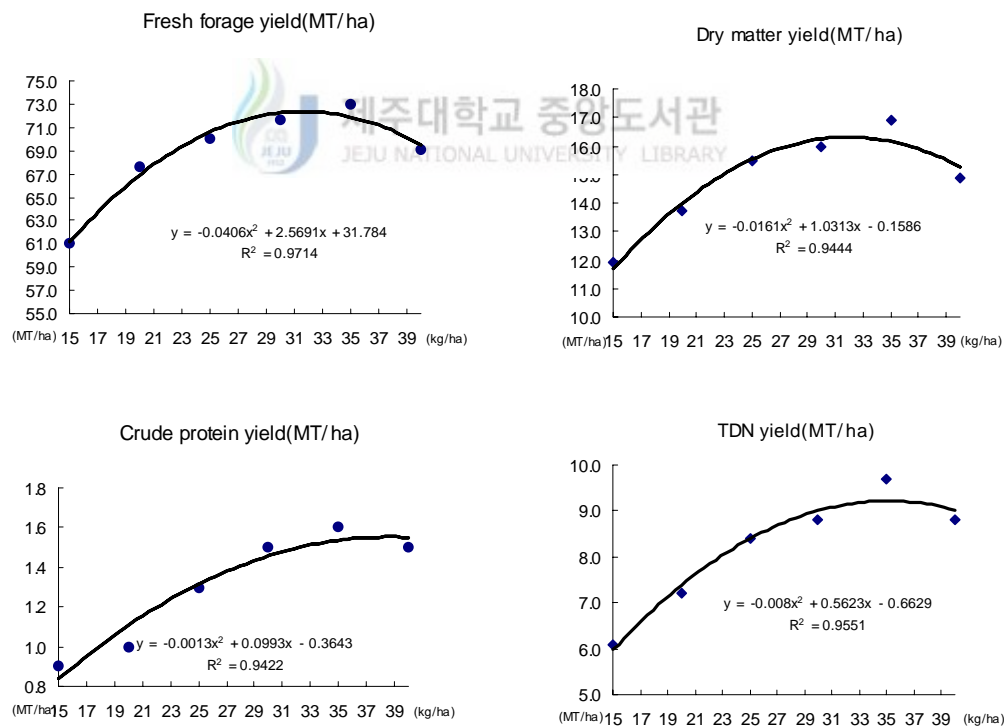 Fresh forage yield(MT/ha)
75.0
73.0
71.0
69.0
67.0
65.0
63.0
61.0
59.0
57.0
55.0
y = -0.0406x² + 2.5691x + 31.784
R² = 0.9714
(MT/ha) 15 17 19 21 23 25 27 29 31 33 35 37 39 (kg/ha)
Dry matter yield(MT/ha)
18.0
17.0
16.0
15.0
14.0
13.0
12.0
11.0
10.0
y = -0.0161x² + 1.0313x - 0.1586
R² = 0.9444
(MT/ha) 15 17 19 21 23 25 27 29 31 33 35 37 39 (kg/ha)
제주대학교 중앙도서관
JEJU NATIONAL UNIVERSITY LIBRARY
JEJU
Crude protein yield(MT/ha)
1.8
1.6
1.4
1.2
1.0
0.8
y = -0.0013x² + 0.0993x - 0.3643
R² = 0.9422
(MT/ha) 15 17 19 21 23 25 27 29 31 33 35 37 39 (kg/ha)
TDN yield(MT/ha)
10.0
9.0
8.0
7.0
6.0
5.0
y = -0.008x² + 0.5623x - 0.6629
R² = 0.9551
(MT/ha) 15 17 19 21 23 25 27 29 31 33 35 37 39 (kg/ha)